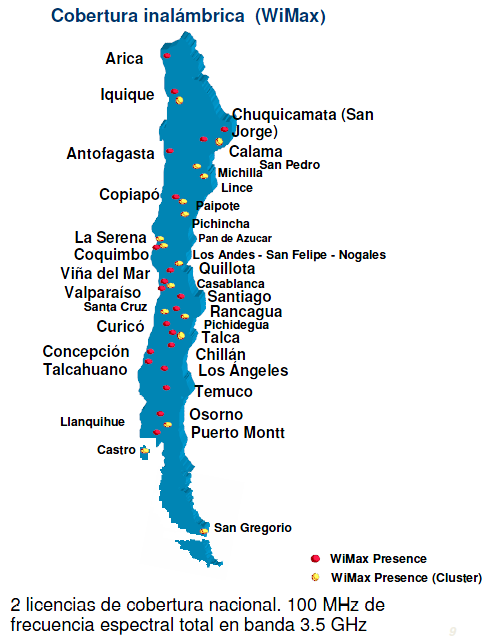 Cobertura inalámbrica (WiMax)
Arica
Iquique
Chuquicamata (San
Jorge)
Antofagasta
Calama
San Pedro
Michilla
Lince
Copiapó
Paipote
Pichincha
La Serena
Pan de Azucar
Coquimbo
Los Andes - San Felipe - Nogales
Viña del Mar
Quillota
Casablanca
Valparaíso
Santiago
Santa Cruz
Rancagua
Curicó
Pichidegua
Talca
Concepción
Chillán
Talcahuano
Los Ángeles
Temuco
Llanquihue
Osorno
Puerto Montt
Castro
San Gregorio
WiMax Presence
WiMax Presence (Cluster)
2 licencias de cobertura nacional. 100 MHz de
frecuencia espectral total en banda 3.5 GHz
9